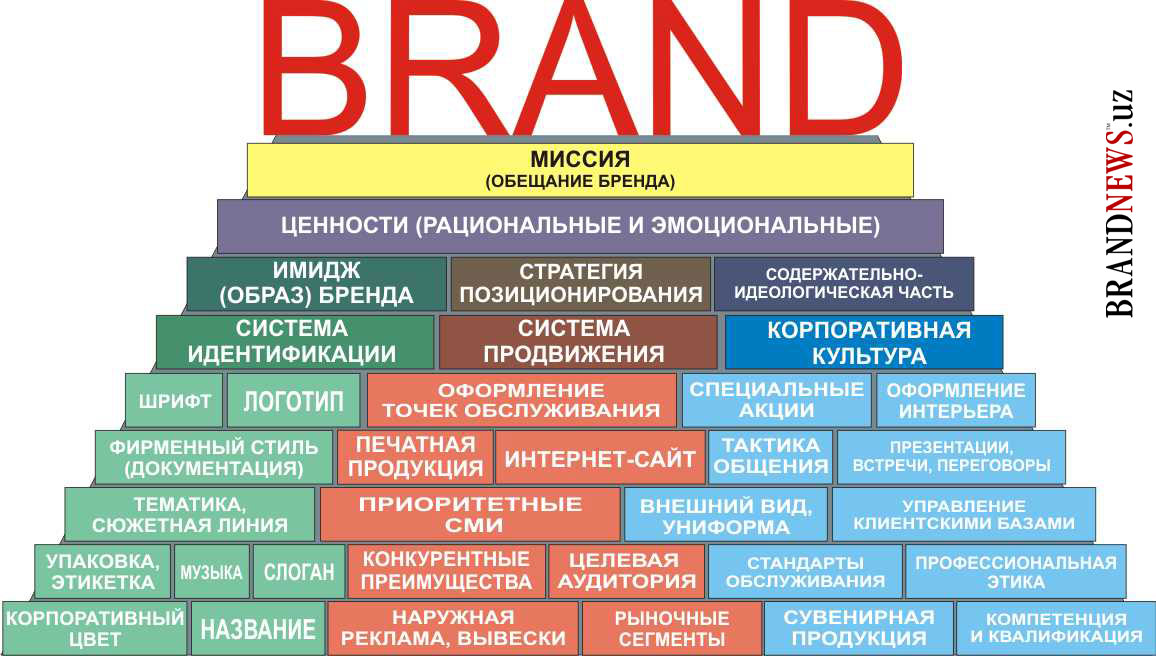 BRAND
МИССИЯ
(ОБЕЩАНИЕ БРЕНДА)
ЦЕННОСТИ (РАЦИОНАЛЬНЫЕ И ЭМОЦИОНАЛЬНЫЕ)
ИМИДЖ
(ОБРАЗ) БРЕНДА
СТРАТЕГИЯ
ПОЗИЦИОНИРОВАНИЯ
СОДЕРЖАТЕЛЬНО-
ИДЕОЛОГИЧЕСКАЯ ЧАСТЬ
СИСТЕМА
ИДЕНТИФИКАЦИИ
СИСТЕМА
ПРОДВИЖЕНИЯ
КОРПОРАТИВНАЯ
КУЛЬТУРА
ШРИФТ
ЛОГОТИП
ОФОРМЛЕНИЕ
ТОЧЕК ОБСЛУЖИВАНИЯ
СПЕЦИАЛЬНЫЕ
АКЦИИ
ОФОРМЛЕНИЕ
ИНТЕРЬЕРА
ФИРМЕННЫЙ СТИЛЬ
(ДОКУМЕНТАЦИЯ)
ПЕЧАТНАЯ
ПРОДУКЦИЯ
ИНТЕРНЕТ-САЙТ
ТАКТИКА
ОБЩЕНИЯ
ПРЕЗЕНТАЦИИ,
ВСТРЕЧИ, ПЕРЕГОВОРЫ
ТЕМАТИКА,
СЮЖЕТНАЯ ЛИНИЯ
ПРИОРИТЕТНЫЕ
СМИ
ВНЕШНИЙ ВИД,
УНИФОРМА
УПРАВЛЕНИЕ
КЛИЕНТСКИМИ БАЗАМИ
УПАКОВКА,
ЭТИКЕТКА
МУЗЫКА
СЛОГАН
КОНКУРЕНТНЫЕ
ПРЕИМУЩЕСТВА
ЦЕЛЕВАЯ
АУДИТОРИЯ
СТАНДАРТЫ
ОБСЛУЖИВАНИЯ
ПРОФЕССИОНАЛЬНАЯ
ЭТИКА
КОРПОРАТИВНЫЙ
ЦВЕТ
НАЗВАНИЕ
НАРУЖНАЯ
РЕКЛАМА, ВЫВЕСКИ
РЫНОЧНЫЕ
СЕГМЕНТЫ
СУВЕНИРНАЯ
ПРОДУКЦИЯ
КОМПЕТЕНЦИЯ
И КВАЛИФИКАЦИЯ
BRANDNEWS™.uz